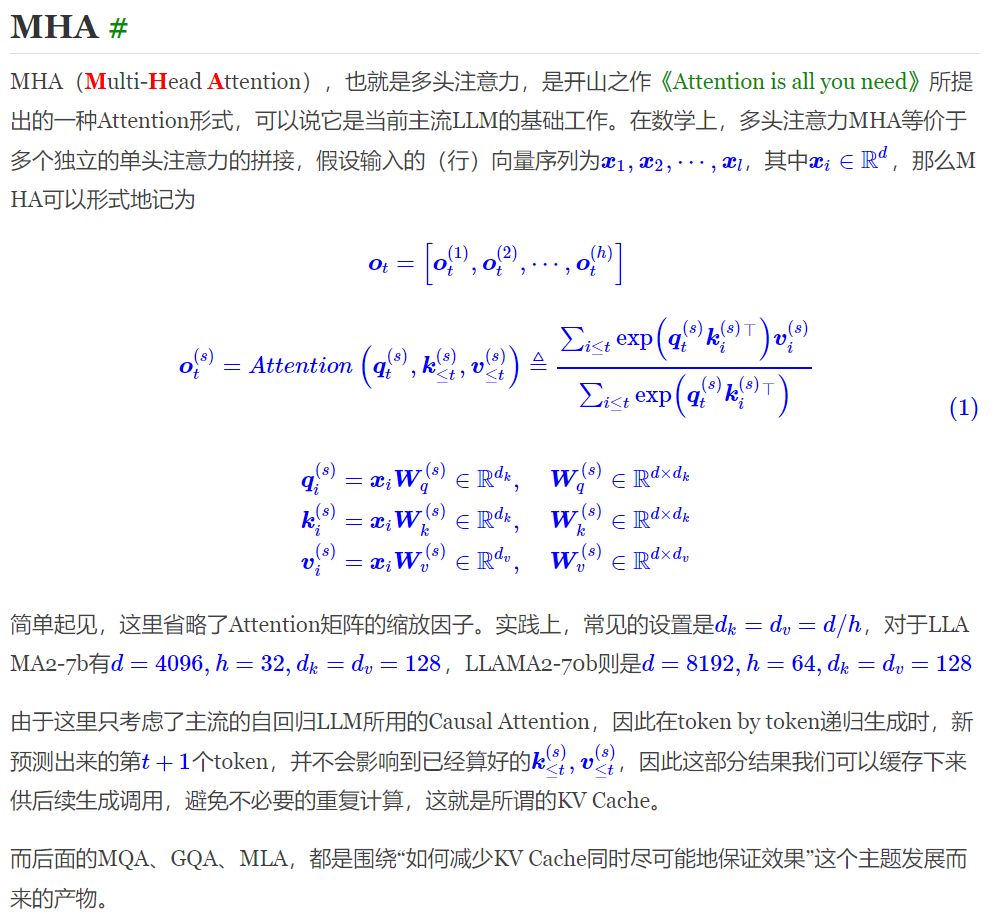 MHA #
MHA（Multi-Head Attention），也就是多头注意力，是开山之作《Attention is all you need》所提
出的一种Attention形式，可以说它是当前主流LLM的基础工作。在数学上，多头注意力MHA等价于
多个独立的单头注意力的拼接，假设输入的（行）向量序列为$\boldsymbol{x}_1,\boldsymbol{x}_2,\cdots,\boldsymbol{x}_l$，其中$\boldsymbol{x}_i\in\mathbb{R}^d$，那么M
HA可以形式地记为
$\boldsymbol{o}_t = \left[\boldsymbol{o}_t^{(1)}, \boldsymbol{o}_t^{(2)}, \cdots, \boldsymbol{o}_t^{(h)}\right]$
$\boldsymbol{o}_t^{(s)} = Attention\left(\boldsymbol{q}_t^{(s)}, \boldsymbol{k}_{\leq t}^{(s)}, \boldsymbol{v}_{\leq t}^{(s)}\right)\triangleq\frac{\sum_{i\leq t}\exp\left(\boldsymbol{q}_t^{(s)} \boldsymbol{k}_i^{(s)}{}^{\top}\right)\boldsymbol{v}_i^{(s)}}{\sum_{i\leq t}\exp\left(\boldsymbol{q}_t^{(s)} \boldsymbol{k}_i^{(s)}{}^{\top}\right)}$
(1)
$\boldsymbol{q}_i^{(s)} = \boldsymbol{x}_i\boldsymbol{W}_q^{(s)}\in\mathbb{R}^{d_k},\quad \boldsymbol{W}_q^{(s)}\in\mathbb{R}^{d\times d_k}$
$\boldsymbol{k}_i^{(s)} = \boldsymbol{x}_i\boldsymbol{W}_k^{(s)}\in\mathbb{R}^{d_k},\quad \boldsymbol{W}_k^{(s)}\in\mathbb{R}^{d\times d_k}$
$\boldsymbol{v}_i^{(s)} = \boldsymbol{x}_i\boldsymbol{W}_v^{(s)}\in\mathbb{R}^{d_v},\quad \boldsymbol{W}_v^{(s)}\in\mathbb{R}^{d\times d_v}$
简单起见，这里省略了Attention矩阵的缩放因子。实践上，常见的设置是$d_k = d_v = d / h$，对于LLA
MA2-7b有$d=4096, h=32, d_k = d_v = 128$，LLAMA2-70b则是$d=8192,h=64, d_k = d_v = 128$
由于这里只考虑了主流的自回归LLM所用的Causal Attention，因此在token by token递归生成时，新
预测出来的第$t+1$个token，并不会影响到已经算好的$\boldsymbol{k}_{\leq t}^{(s)},\boldsymbol{v}_{\leq t}^{(s)}$，因此这部分结果我们可以缓存下来
供后续生成调用，避免不必要的重复计算，这就是所谓的KV Cache。
而后面的MQA、GQA、MLA，都是围绕“如何减少KV Cache同时尽可能地保证效果”这个主题发展而
来的产物。